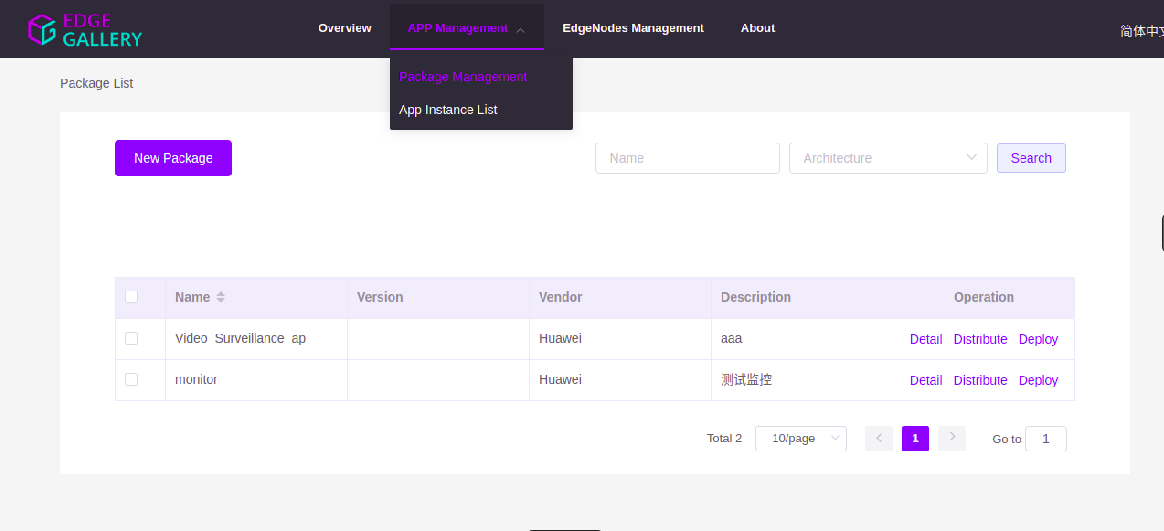 EDGE
GALLERY
Overview
APP Management
EdgeNodes Management
About
简体中文
Package Management
App Instance List
Package List
New Package
Name
Architecture
Search
Name Version Vendor Description Operation
Video_Surveillance_ap Huawei aaa Detail Distribute Deploy
monitor Huawei 测试监控 Detail Distribute Deploy
Total 2 10/page 1 Go to 1